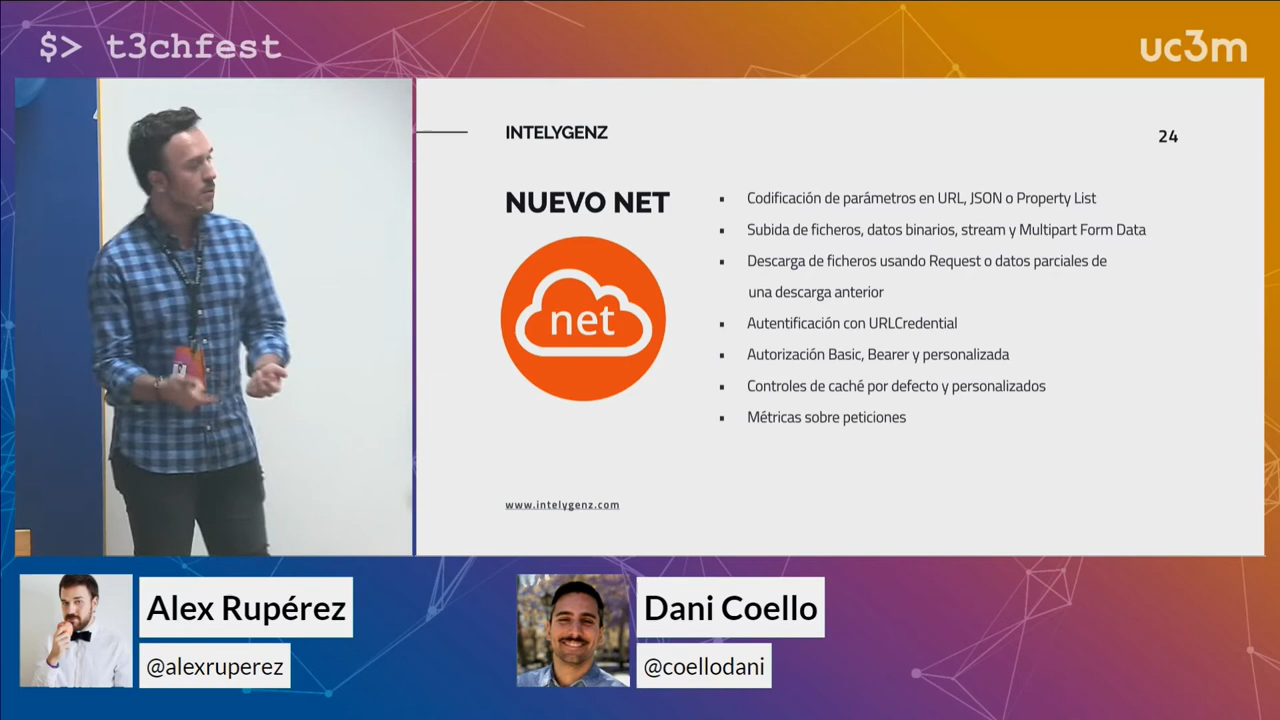 $> t3chfest
uc3m
INTELYGENZ
24
NUEVO NET
net
▪ Codificación de parámetros en URL, JSON o Property List
▪ Subida de ficheros, datos binarios, stream y Multipart Form Data
▪ Descarga de ficheros usando Request o datos parciales de
una descarga anterior
▪ Autentificación con URLCredential
▪ Autorización Basic, Bearer y personalizada
▪ Controles de caché por defecto y personalizados
▪ Métricas sobre peticiones
www.intelygenz.com
Alex Rupérez
@alexruperez
Dani Coello
@coellodani